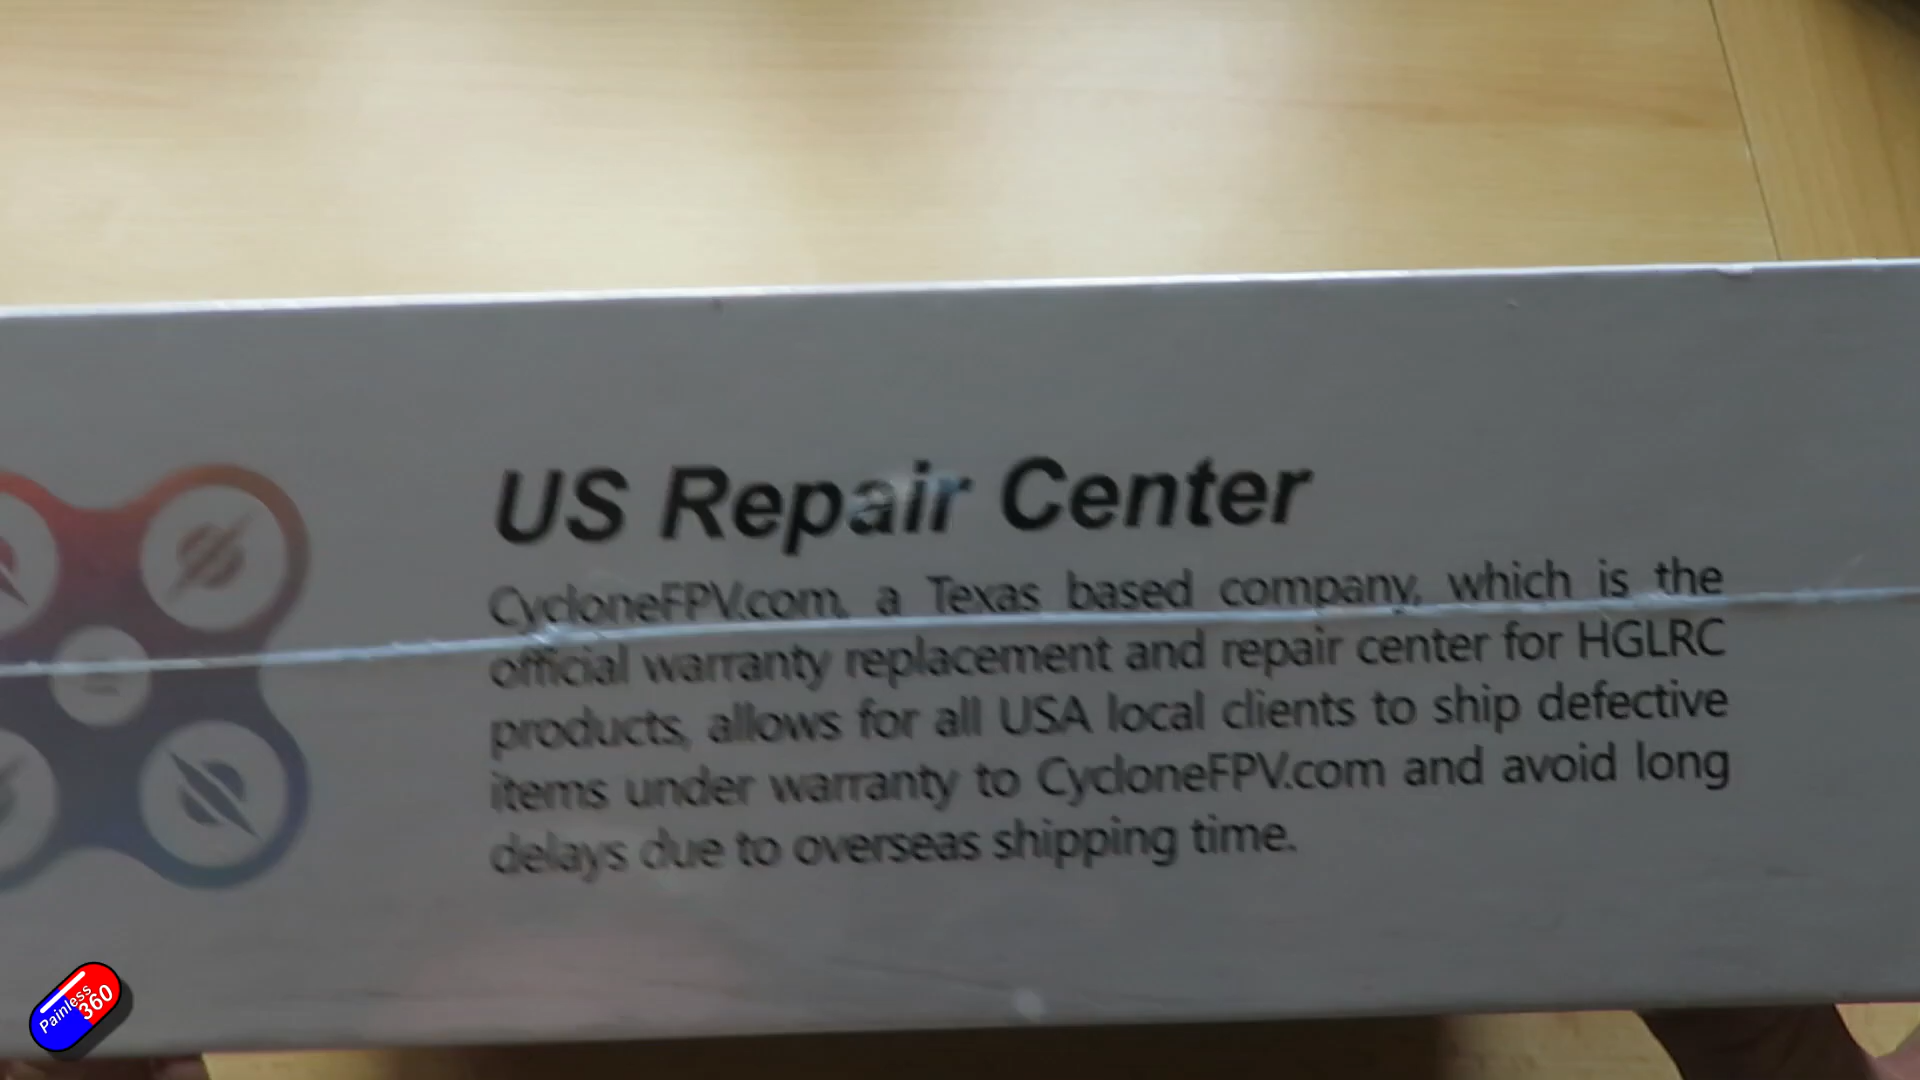 US Repair Center
CycloneFPV.com, a Texas based company, which is the
official warranty replacement and repair center for HGLRC
products, allows for all USA local clients to ship defective
items under warranty to CycloneFPV.com and avoid long
delays due to overseas shipping time.
Painless
360